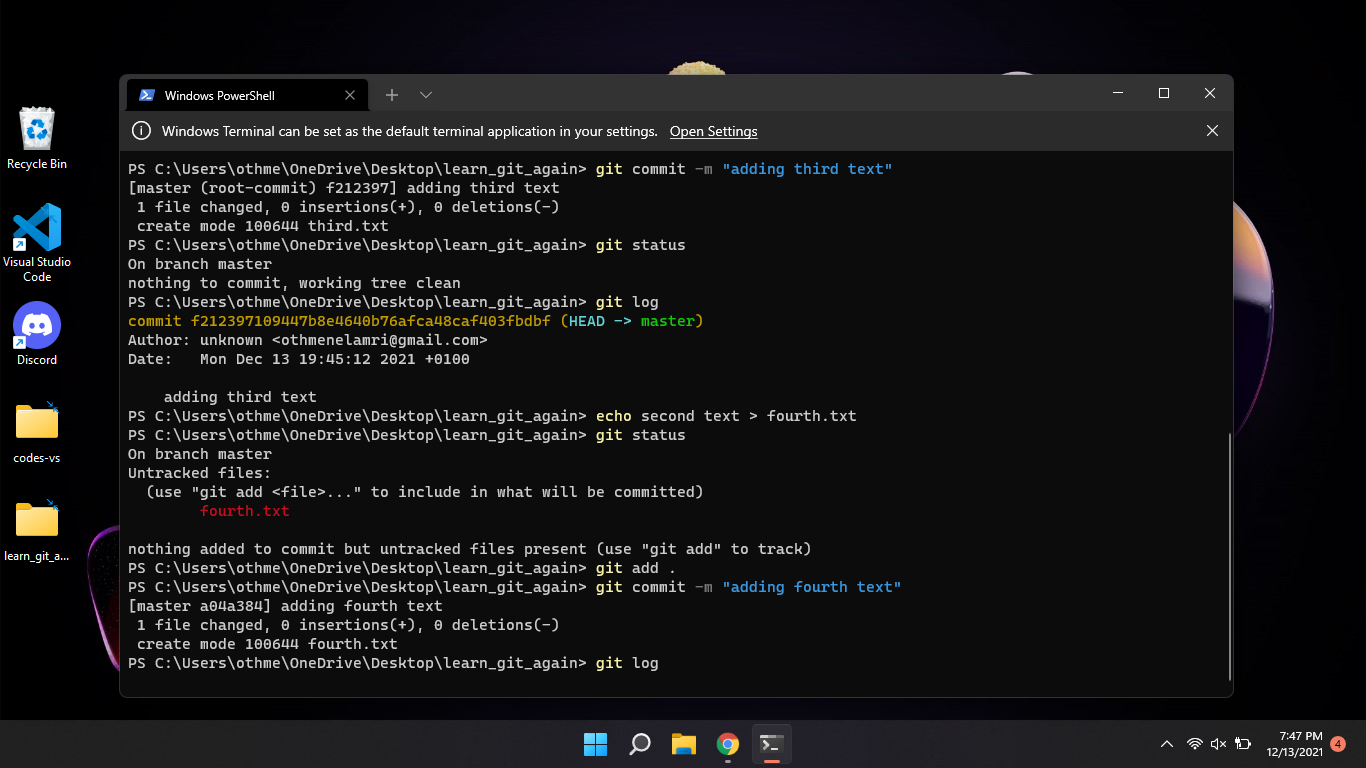 Windows PowerShell
Windows Terminal can be set as the default terminal application in your settings. Open Settings
PS C:\Users\othme\OneDrive\Desktop\learn_git_again> git commit -m "adding third text"
[master (root-commit) f212397] adding third text
 1 file changed, 0 insertions(+), 0 deletions(-)
 create mode 100644 third.txt
PS C:\Users\othme\OneDrive\Desktop\learn_git_again> git status
On branch master
nothing to commit, working tree clean
PS C:\Users\othme\OneDrive\Desktop\learn_git_again> git log
commit f212397109447b8e4640b76afca48caf403fbdbf (HEAD -> master)
Author: unknown <othmenelamri@gmail.com>
Date:   Mon Dec 13 19:45:12 2021 +0100
    adding third text
PS C:\Users\othme\OneDrive\Desktop\learn_git_again> echo second text > fourth.txt
PS C:\Users\othme\OneDrive\Desktop\learn_git_again> git status
On branch master
Untracked files:
  (use "git add <file>..." to include in what will be committed)
        fourth.txt
nothing added to commit but untracked files present (use "git add" to track)
PS C:\Users\othme\OneDrive\Desktop\learn_git_again> git add .
PS C:\Users\othme\OneDrive\Desktop\learn_git_again> git commit -m "adding fourth text"
[master a04a384] adding fourth text
 1 file changed, 0 insertions(+), 0 deletions(-)
 create mode 100644 fourth.txt
PS C:\Users\othme\OneDrive\Desktop\learn_git_again> git log
Recycle Bin
Visual Studio
Code
Discord
codes-vs
learn_git_a...
7:47 PM
12/13/2021
4